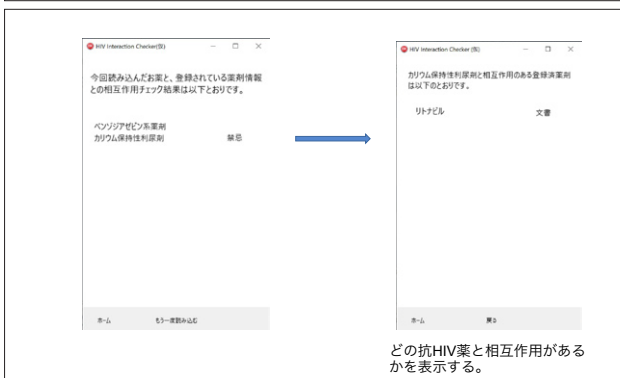 HIV Interaction Checker(仮)
今回読み込んだお薬と、登録されている薬剤情報
との相互作用チェック結果は以下とおりです。
ベンゾジアゼピン系薬剤
カリウム保持性利尿剤 禁忌
ホーム もう一度読み込む
HIV Interaction Checker (仮)
カリウム保持性利尿剤と相互作用のある登録済薬剤
は以下のとおりです。
リトナビル 文書
ホーム 戻る
どの抗HIV薬と相互作用がある
かを表示する。